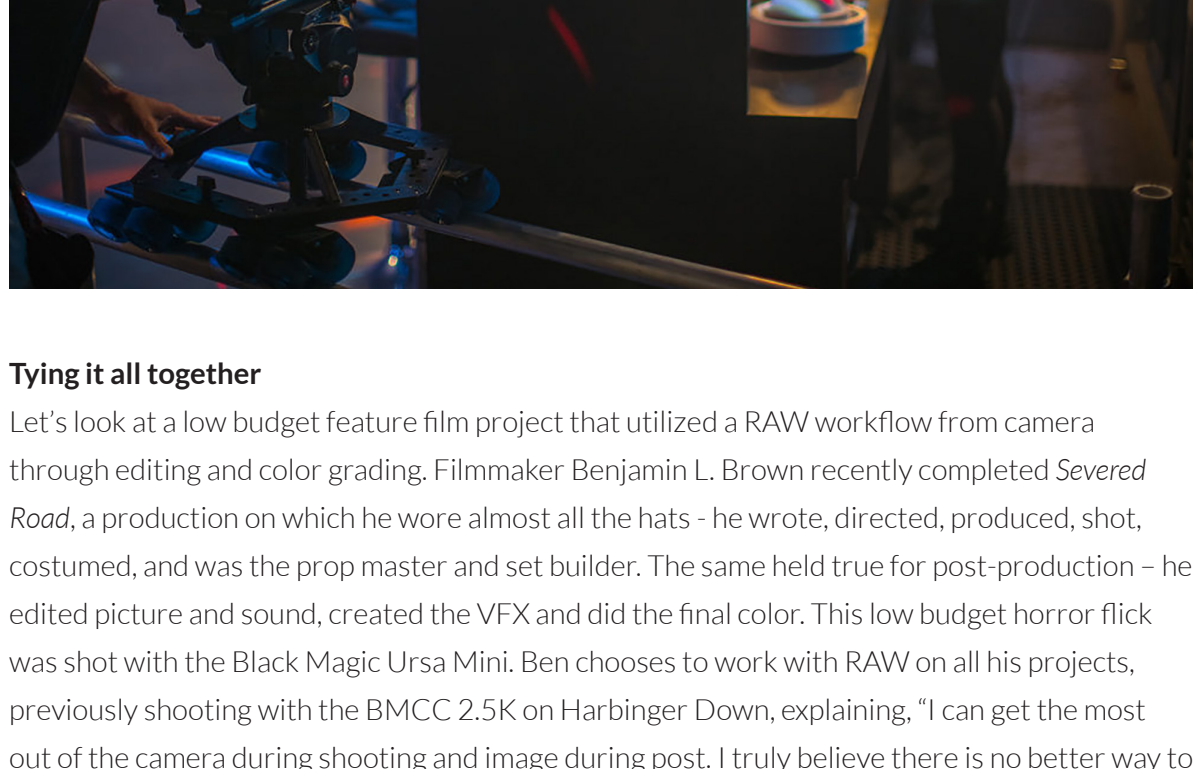 Tying it all together
Let’s look at a low budget feature film project that utilized a RAW workflow from camera
through editing and color grading. Filmmaker Benjamin L. Brown recently completed Severed
Road, a production on which he wore almost all the hats - he wrote, directed, produced, shot,
costumed, and was the prop master and set builder. The same held true for post-production – he
edited picture and sound, created the VFX and did the final color. This low budget horror flick
was shot with the Black Magic Ursa Mini. Ben chooses to work with RAW on all his projects,
previously shooting with the BMCC 2.5K on Harbinger Down, explaining, “I can get the most
out of the camera during shooting and image during post. I truly believe there is no better way to